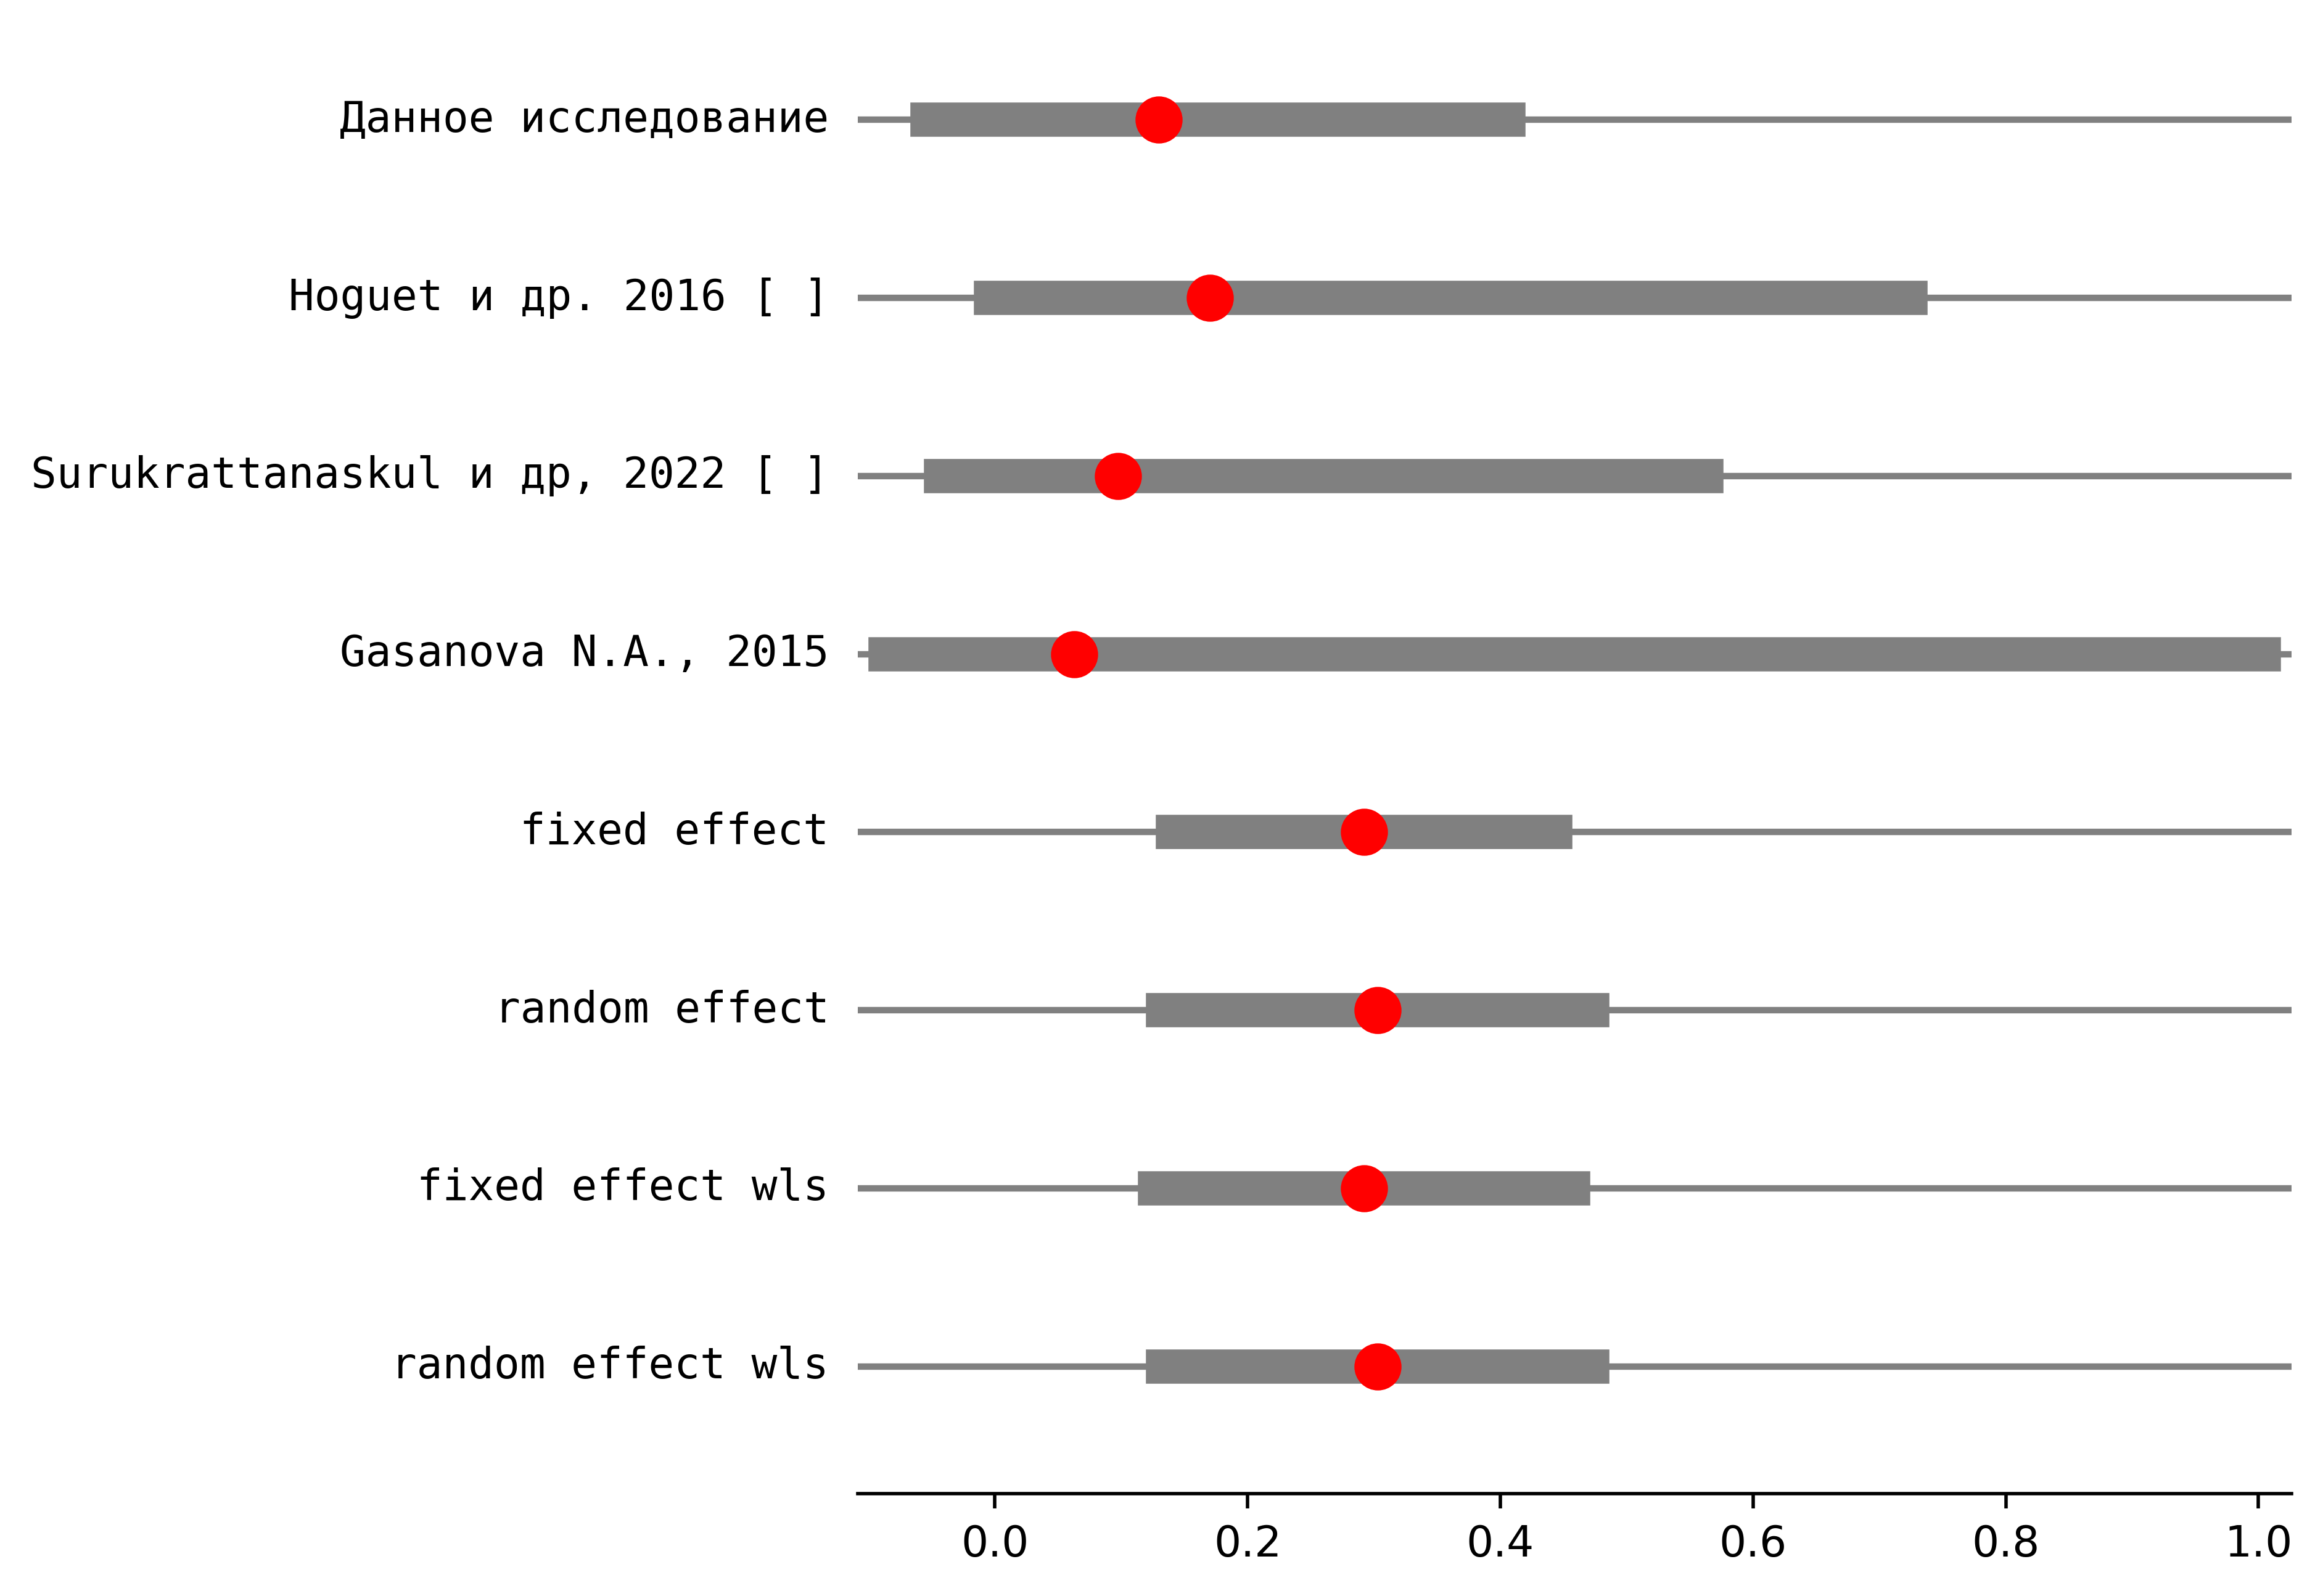 Данное исследование
Hoguet и др. 2016 [ ]
Surukrattanaskul и др, 2022 [ ]
Gasanova N.A., 2015
fixed effect
random effect
fixed effect wls
random effect wls
0.0 0.2 0.4 0.6 0.8 1.0